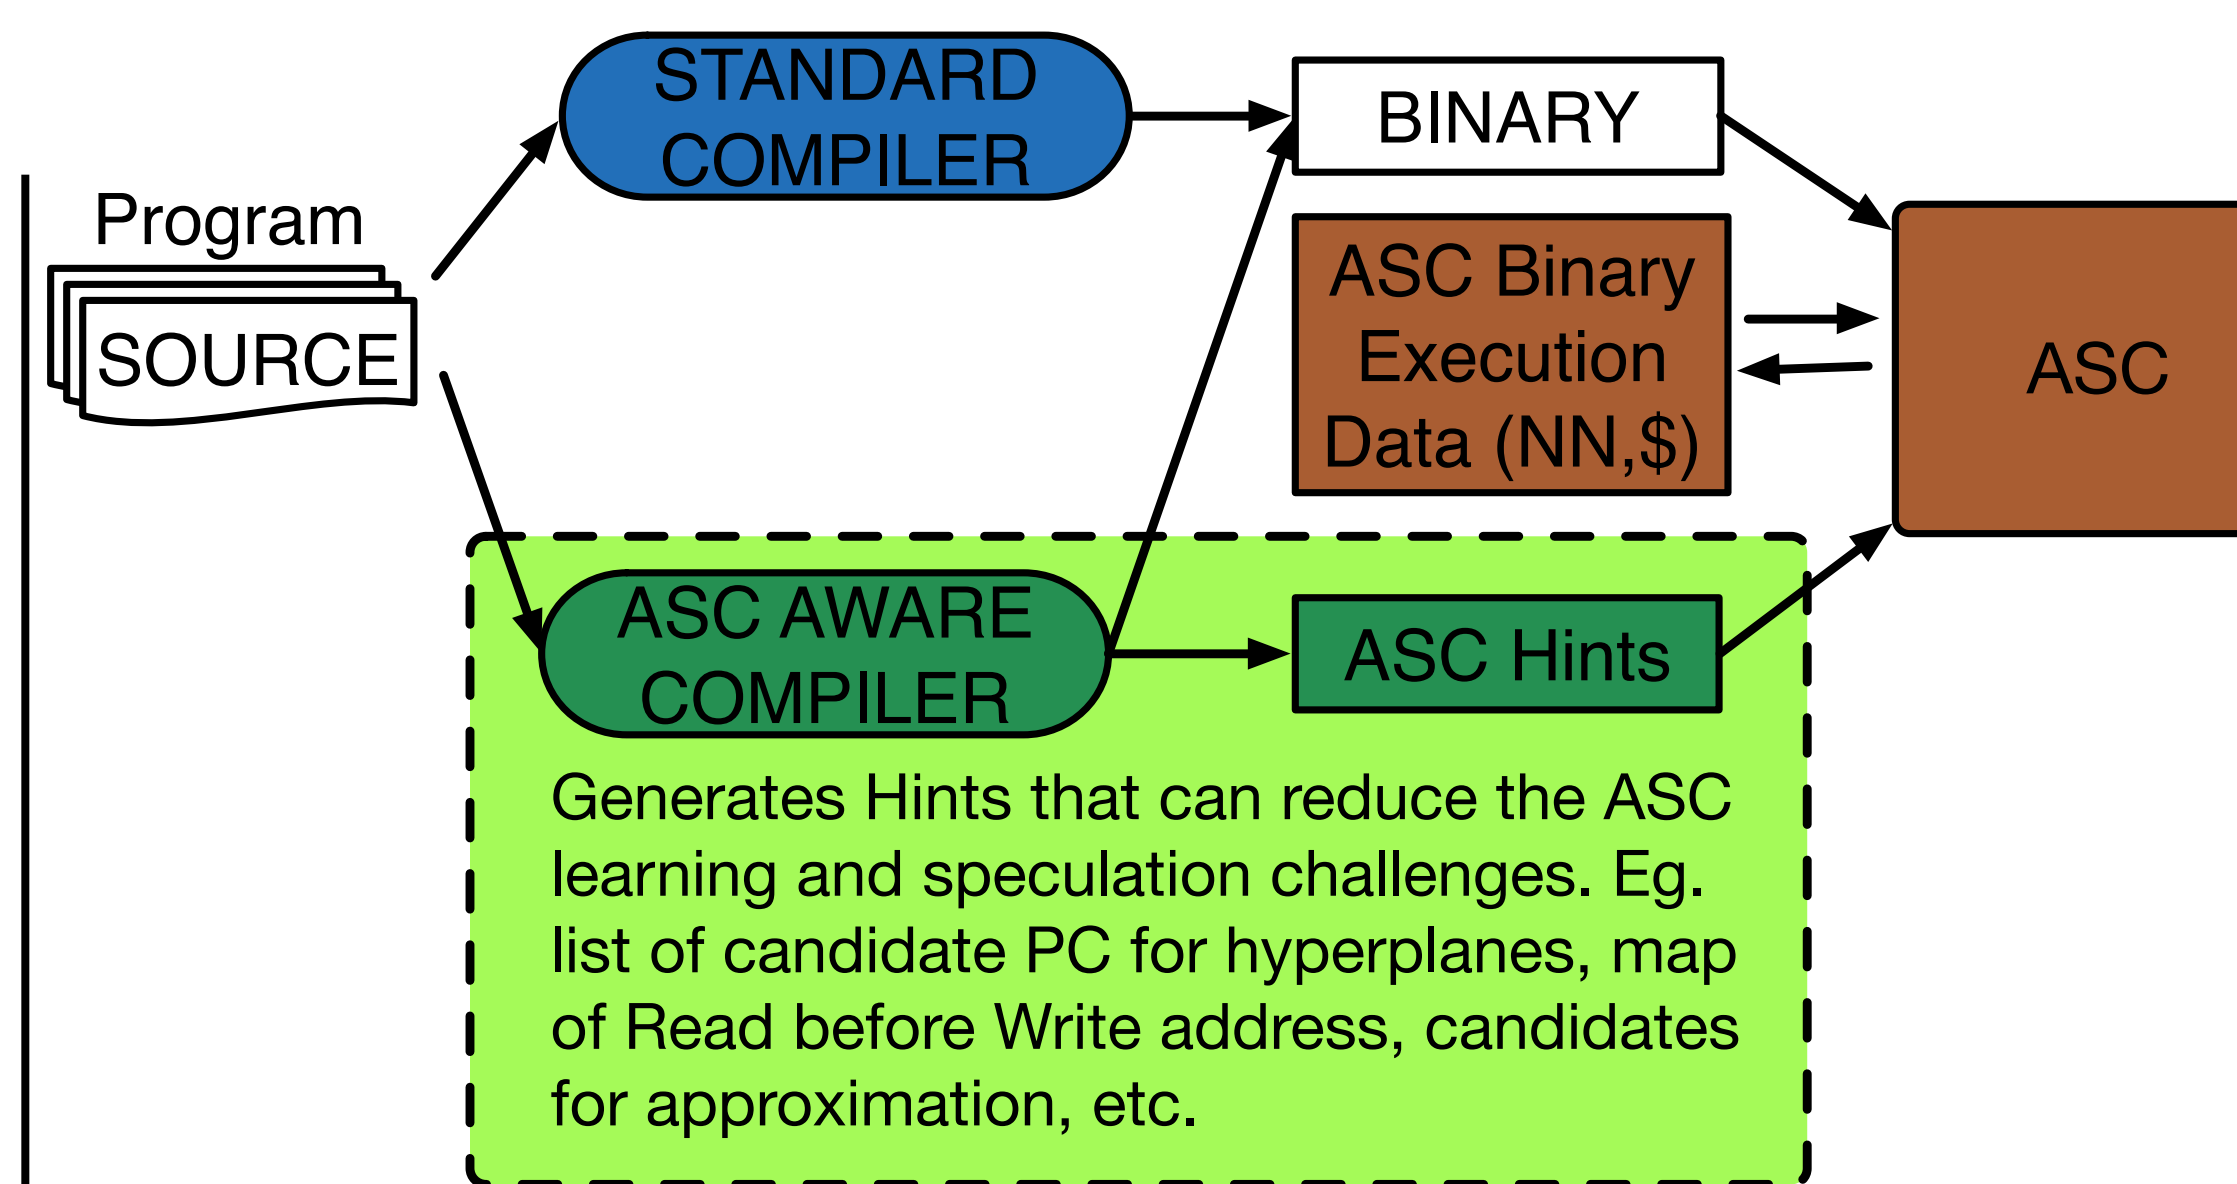 Program
SOURCE
STANDARD
COMPILER
BINARY
ASC Binary
Execution
Data (NN,$)
ASC
ASC AWARE
COMPILER
ASC Hints
Generates Hints that can reduce the ASC
learning and speculation challenges. Eg.
list of candidate PC for hyperplanes, map
of Read before Write address, candidates
for approximation, etc.